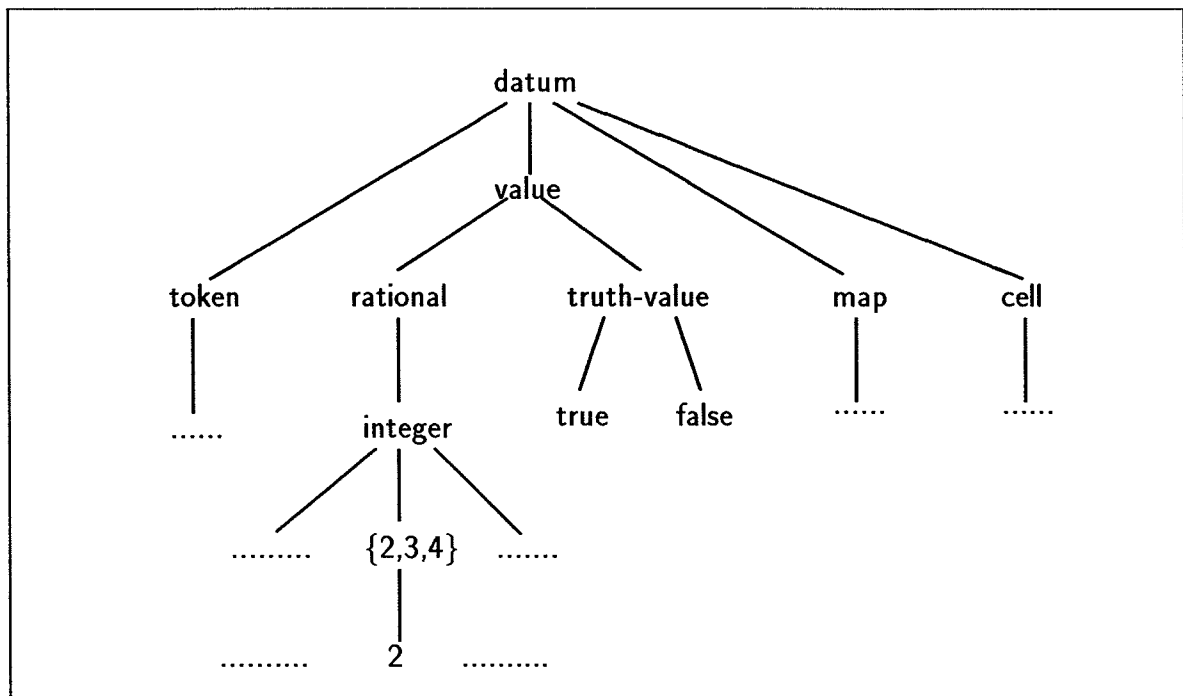 datum
value
token rational truth-value map cell
true false ...... ......
...... integer
......... {2,3,4} .......
.......... 2 ..........